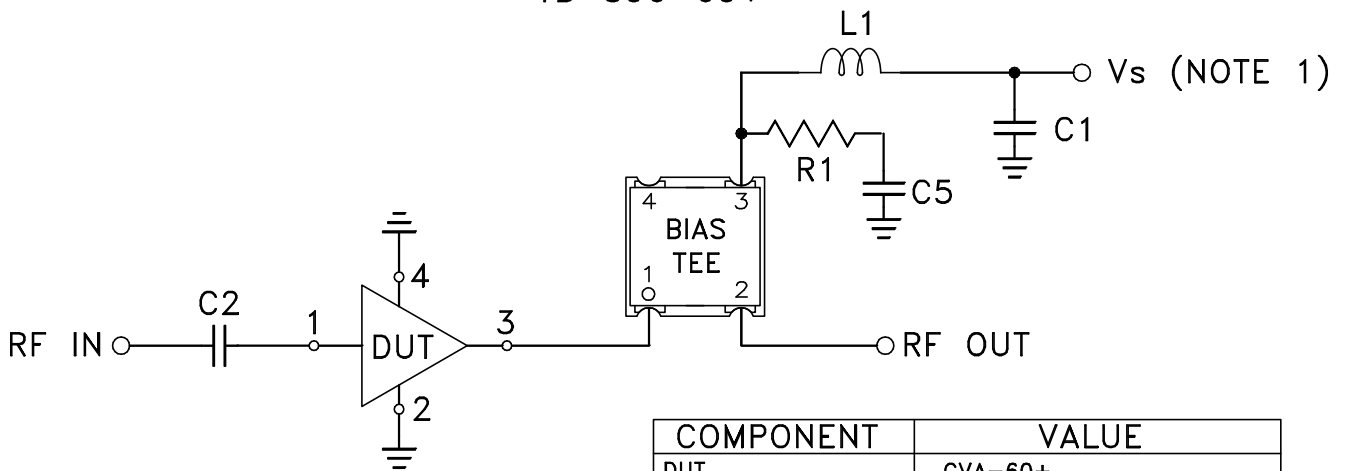 L1
Vs (NOTE 1)
C1
R1
C5
4 3
BIAS
TEE
1 2
4
C2
1
3
RF IN
DUT
RF OUT
2
COMPONENT VALUE